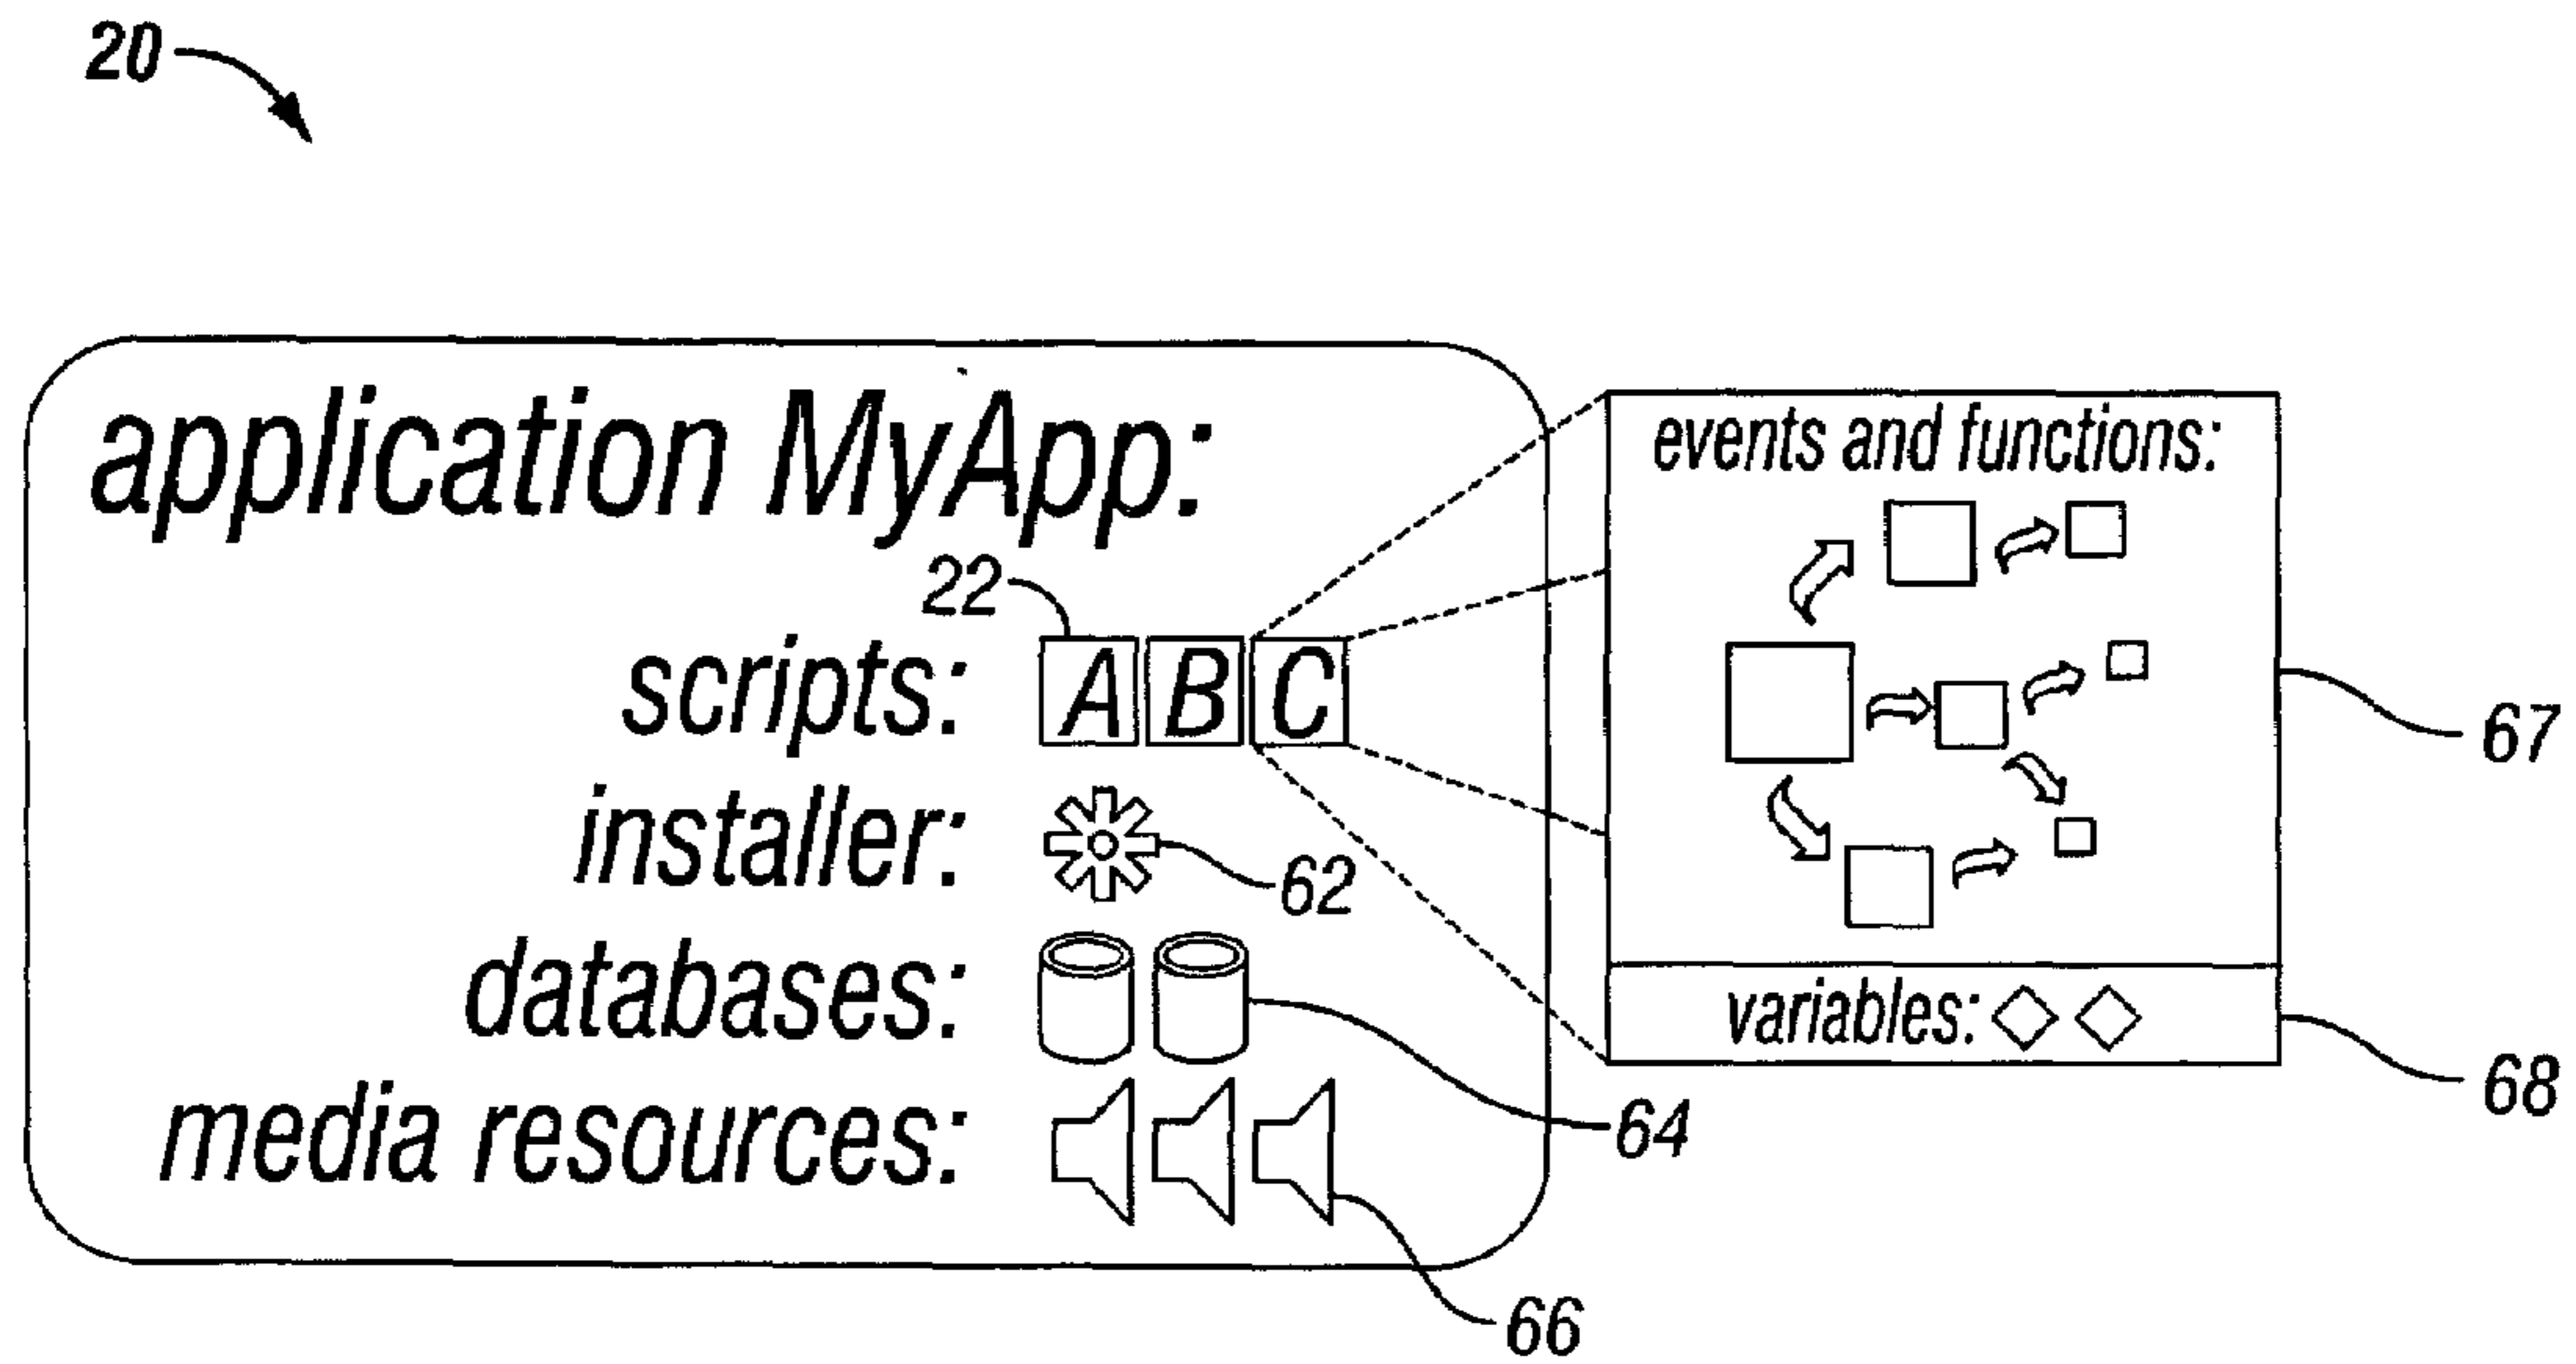 20
application MyApp:
22
scripts: A B C
installer:
62
databases:
64
media resources:
66
events and functions:
67
variables:
68